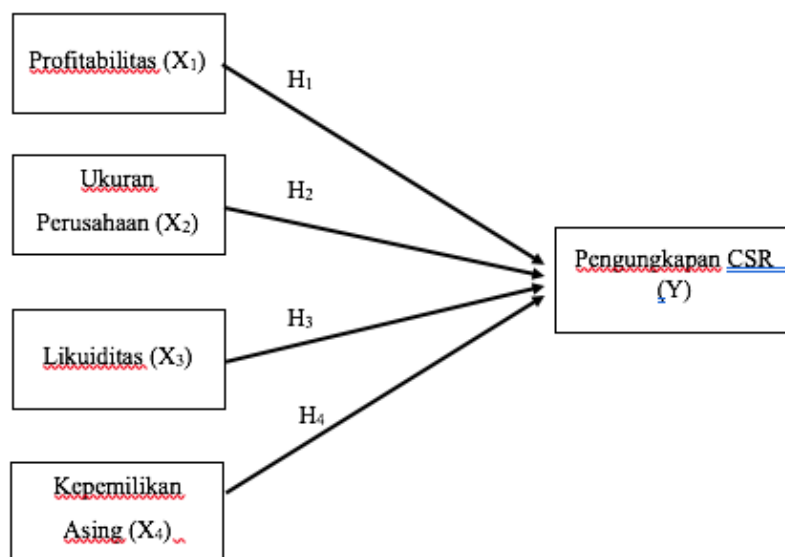 Profitabilitas (X₁)
H₁
Ukuran
Perusahaan (X₂)
H₂
Pengungkapan CSR
(Y)
H₃
Likuiditas (X₃)
H₄
Kepemilikan
Asing (X₄)